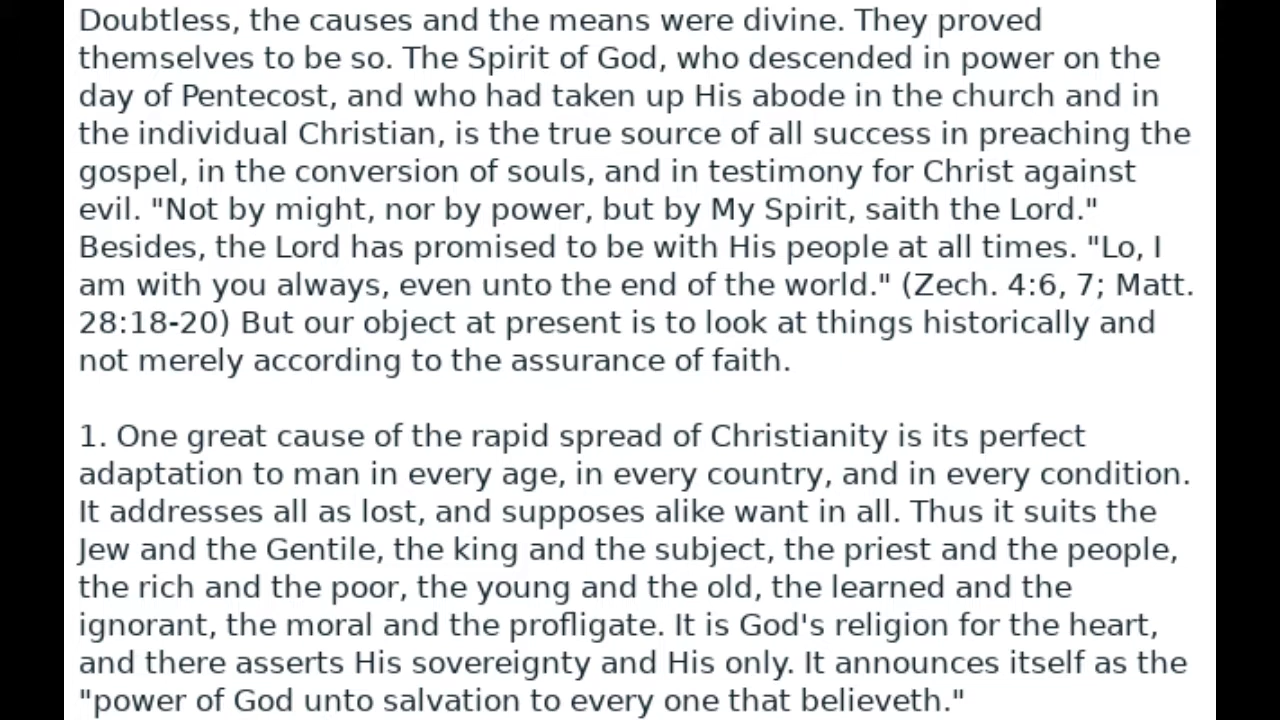 Doubtless, the causes and the means were divine. They proved
themselves to be so. The Spirit of God, who descended in power on the
day of Pentecost, and who had taken up His abode in the church and in
the individual Christian, is the true source of all success in preaching the
gospel, in the conversion of souls, and in testimony for Christ against
evil. "Not by might, nor by power, but by My Spirit, saith the Lord."
Besides, the Lord has promised to be with His people at all times. "Lo, I
am with you always, even unto the end of the world." (Zech. 4:6, 7; Matt.
28:18-20) But our object at present is to look at things historically and
not merely according to the assurance of faith.

1. One great cause of the rapid spread of Christianity is its perfect
adaptation to man in every age, in every country, and in every condition.
It addresses all as lost, and supposes alike want in all. Thus it suits the
Jew and the Gentile, the king and the subject, the priest and the people,
the rich and the poor, the young and the old, the learned and the
ignorant, the moral and the profligate. It is God's religion for the heart,
and there asserts His sovereignty and His only. It announces itself as the
"power of God unto salvation to every one that believeth."